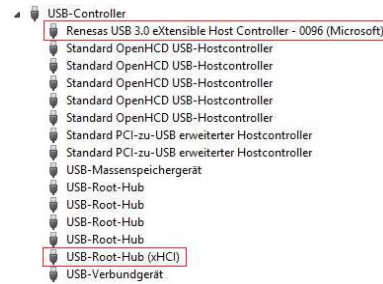 USB-Controller
Renesas USB 3.0 eXtensible Host Controller - 0096 (Microsoft)
Standard OpenHCD USB-Hostcontroller
Standard OpenHCD USB-Hostcontroller
Standard OpenHCD USB-Hostcontroller
Standard OpenHCD USB-Hostcontroller
Standard OpenHCD USB-Hostcontroller
Standard PCI-zu-USB erweiterter Hostcontroller
Standard PCI-zu-USB erweiterter Hostcontroller
USB-Massenspeichergerät
USB-Root-Hub
USB-Root-Hub
USB-Root-Hub
USB-Root-Hub
USB-Root-Hub (xHCI)
USB-Verbundgerät